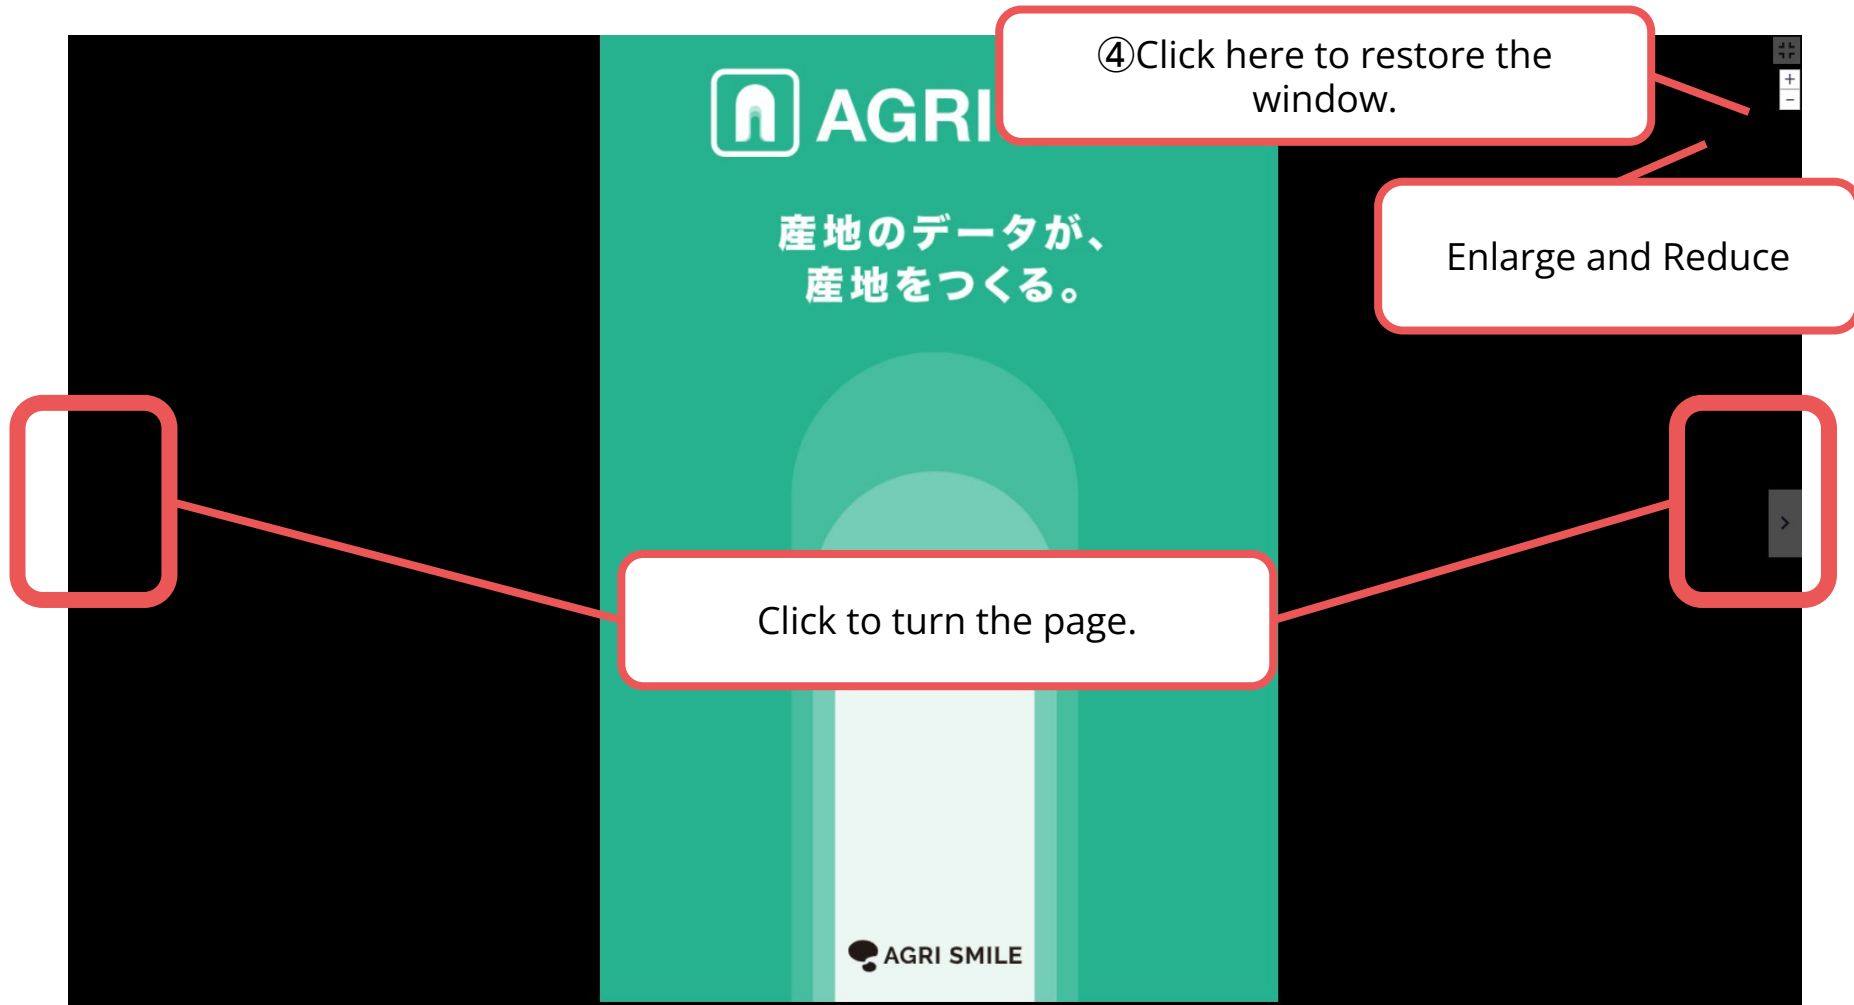 ④Click here to restore the
window.
AGRI
産地のデータが、
産地をつくる。
Enlarge and Reduce
Click to turn the page.
AGRI SMILE